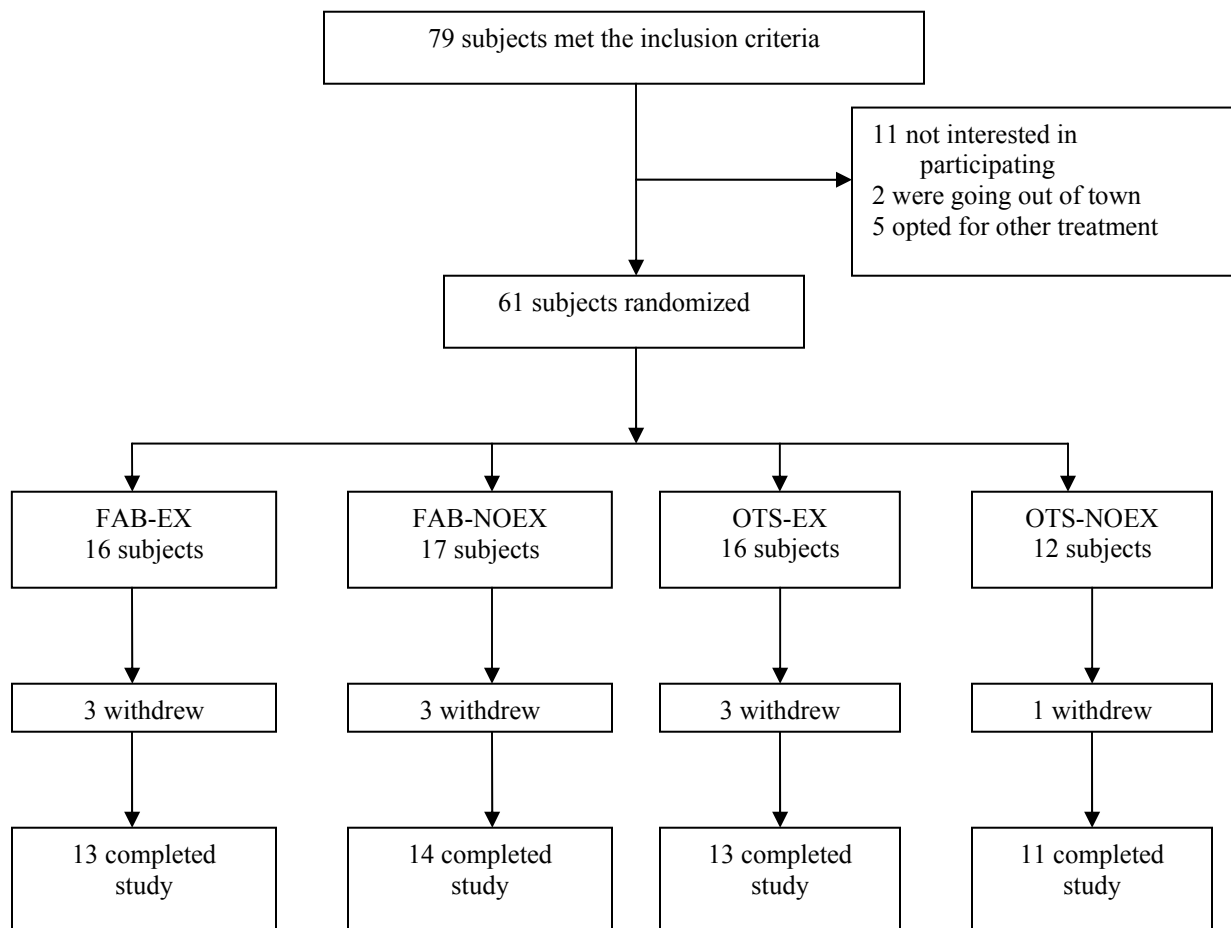 79 subjects met the inclusion criteria
11 not interested in
participating
2 were going out of town
5 opted for other treatment
61 subjects randomized
FAB-EX
16 subjects
FAB-NOEX
17 subjects
OTS-EX
16 subjects
OTS-NOEX
12 subjects
3 withdrew
3 withdrew
3 withdrew
1 withdrew
13 completed
study
14 completed
study
13 completed
study
11 completed
study